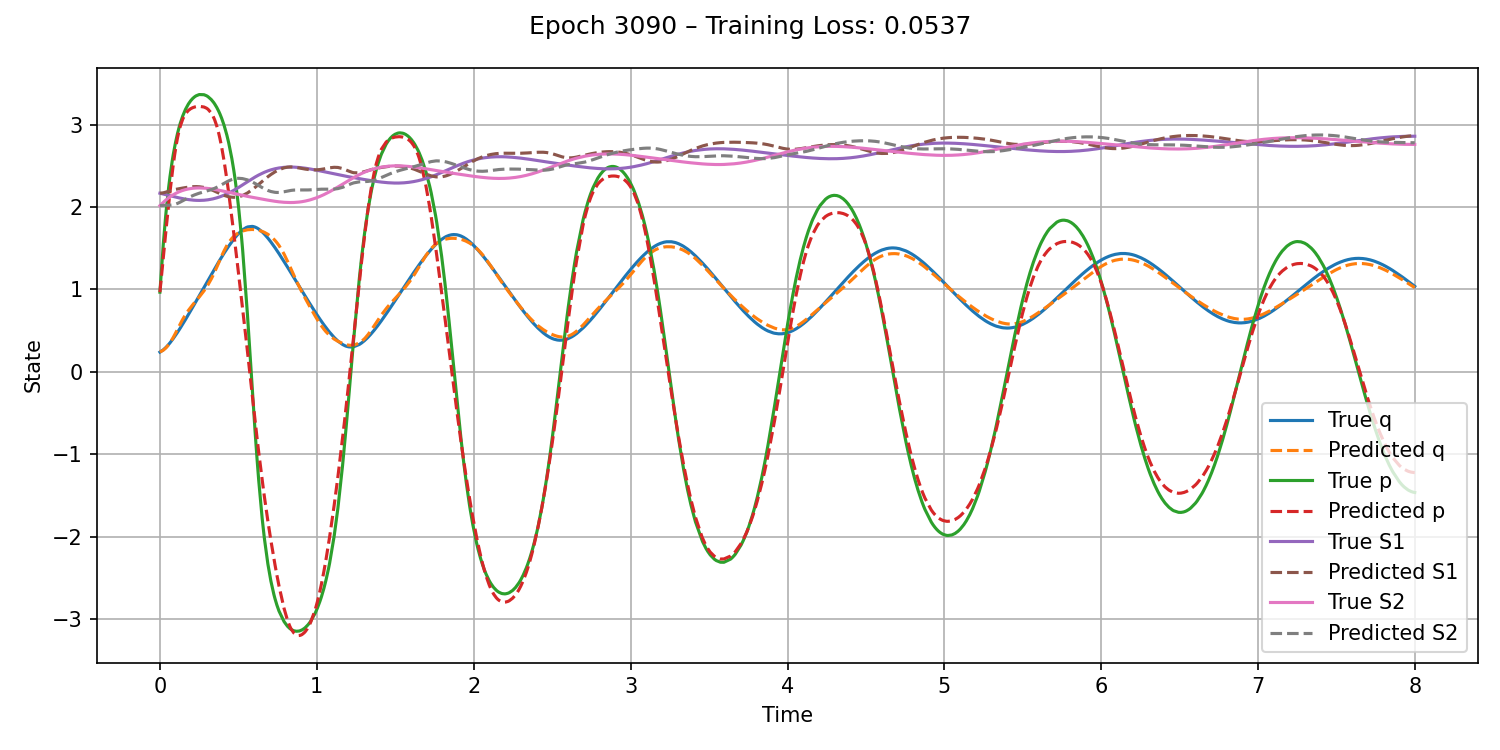 Epoch 3090 – Training Loss: 0.0537
3
2
1
0
−1
−2
−3
State
0 1 2 3 4 5 6 7 8
Time
True q
Predicted q
True p
Predicted p
True S1
Predicted S1
True S2
Predicted S2